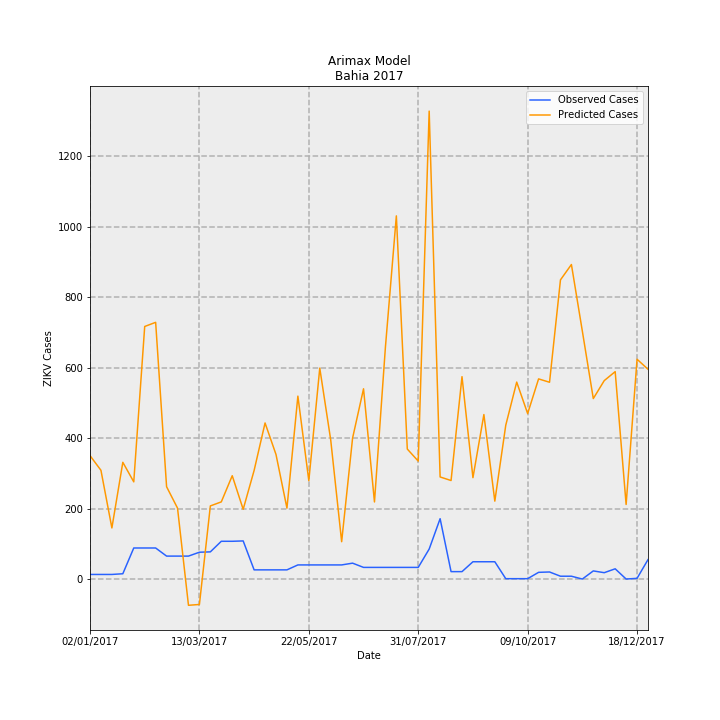 Arimax Model
Bahia 2017
Observed Cases
Predicted Cases
1200
1000
800
600
400
200
0
ZIKV Cases
02/01/2017
13/03/2017
22/05/2017
31/07/2017
09/10/2017
18/12/2017
Date